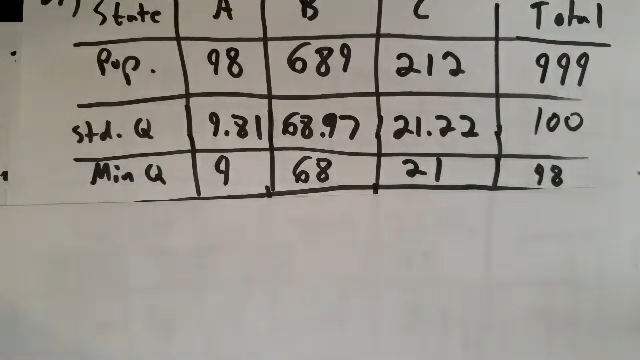 State A B C Total
Pop. 98 689 212 999
std. Q 9.81 68.97 21.22 100
Min Q 9 68 21 98